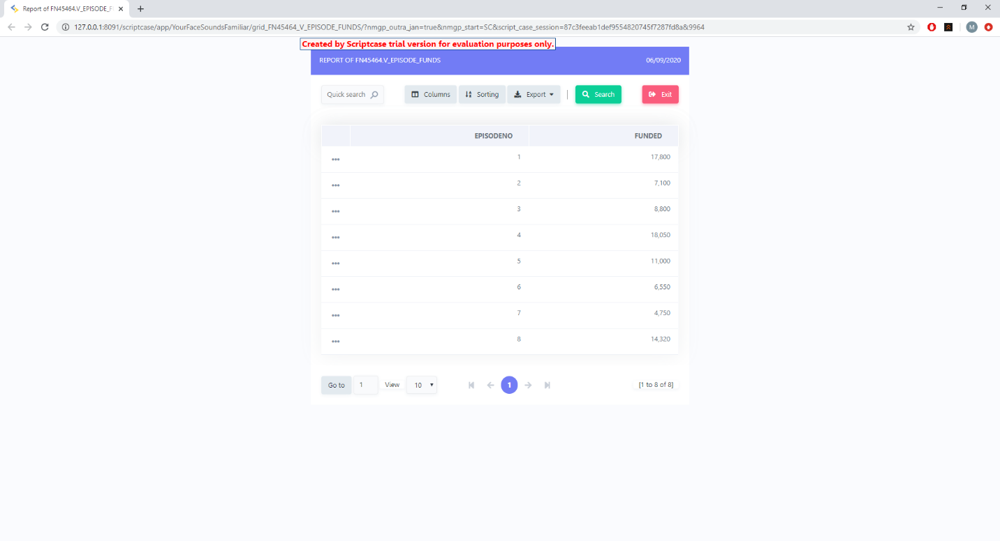 Report of FN45464.V_EPISODE_F
127.0.0.1:8091/scriptcase/app/YourFaceSoundsFamiliar/grid_FN45464_V_EPISODE_FUNDS/?nmgp_outra_jan=true&nmgp_start=SC&script_case_session=87c3feeab1def9554820745f7287fd8a&9964
M
Created by Scriptcase trial version for evaluation purposes only.
REPORT OF FN45464.V_EPISODE_FUNDS 06/09/2020
Quick search Columns Sorting Export | Search Exit
EPISODENO FUNDED
1 17,800
2 7,100
3 8,800
4 18,050
5 11,000
6 6,550
7 4,750
8 14,320
Go to 1 View 10 1 [1 to 8 of 8]